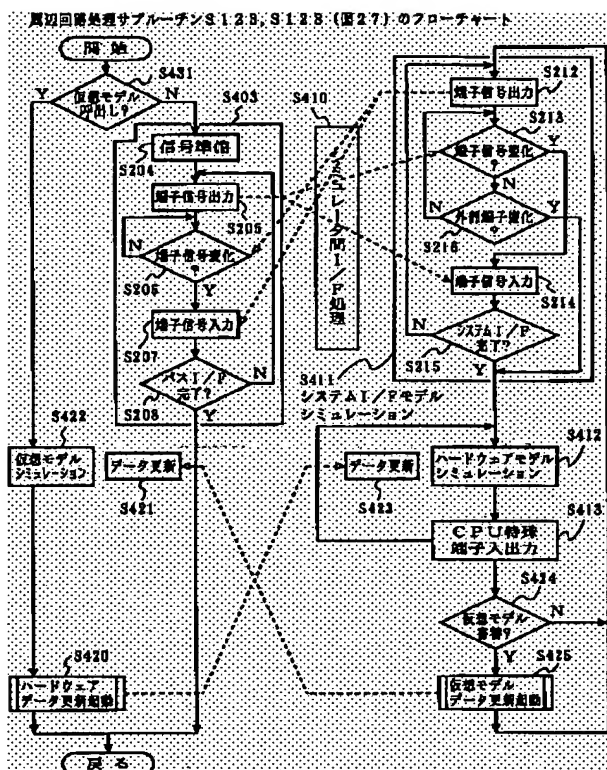 周辺回路処理サブルーチンS125, S128 (図27) のフローチャート
開始
S431
Y
仮想モデル
呼出し?
N
S403
信号準備
S204
端子信号出力
S205
N
端子信号変化
?
S206
Y
端子信号入力
S207
バスI/F
完了?
N
S208
Y
S410
シミュレータ間I/F処理
S212
端子信号出力
S213
端子信号変化
?
Y
N
N
外部端子変化
?
Y
S216
端子信号入力
S214
N
システムI/F
完了?
S215
Y
S411
システムI/Fモデル
シミュレーション
S422
仮想モデル
シミュレーション
データ更新
S421
データ更新
S423
S412
ハードウェアモデル
シミュレーション
S413
CPU特殊
端子入出力
S424
仮想モデル
書替?
N
Y
S420
ハードウェア
データ更新起動
S425
仮想モデル
データ更新起動
戻る